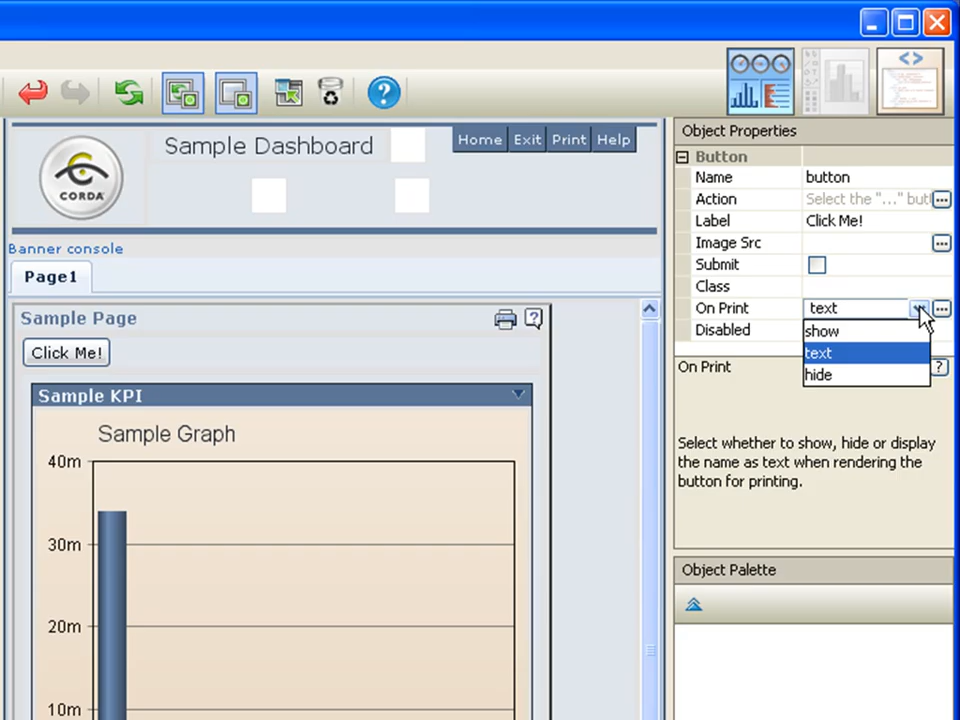 Object Properties
Button
Name button
Action Select the "..." but
Label Click Me!
Image Src
Submit
Class
On Print text
Disabled
show
text
hide
On Print
Select whether to show, hide or display
the name as text when rendering the
button for printing.
Object Palette
CORDA
Sample Dashboard
Home Exit Print Help
Banner console
Page1
Sample Page
Click Me!
Sample KPI
Sample Graph
40m
30m
20m
10m